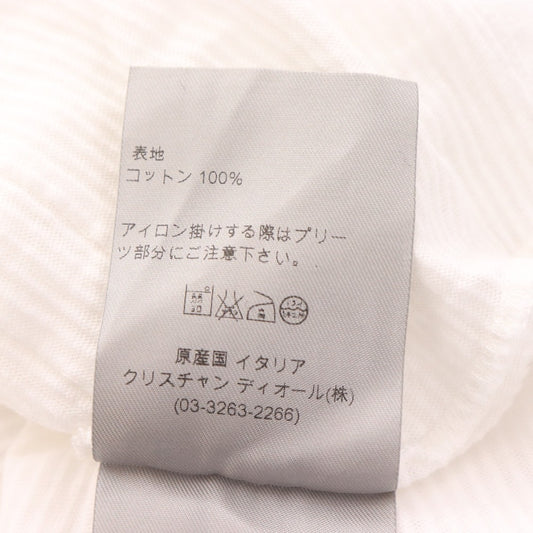 表地
コットン 100%
アイロン掛けする際はプリー
ツ部分にご注意下さい。
原産国 イタリア
クリスチャン ディオール(株)
(03-3263-2266)